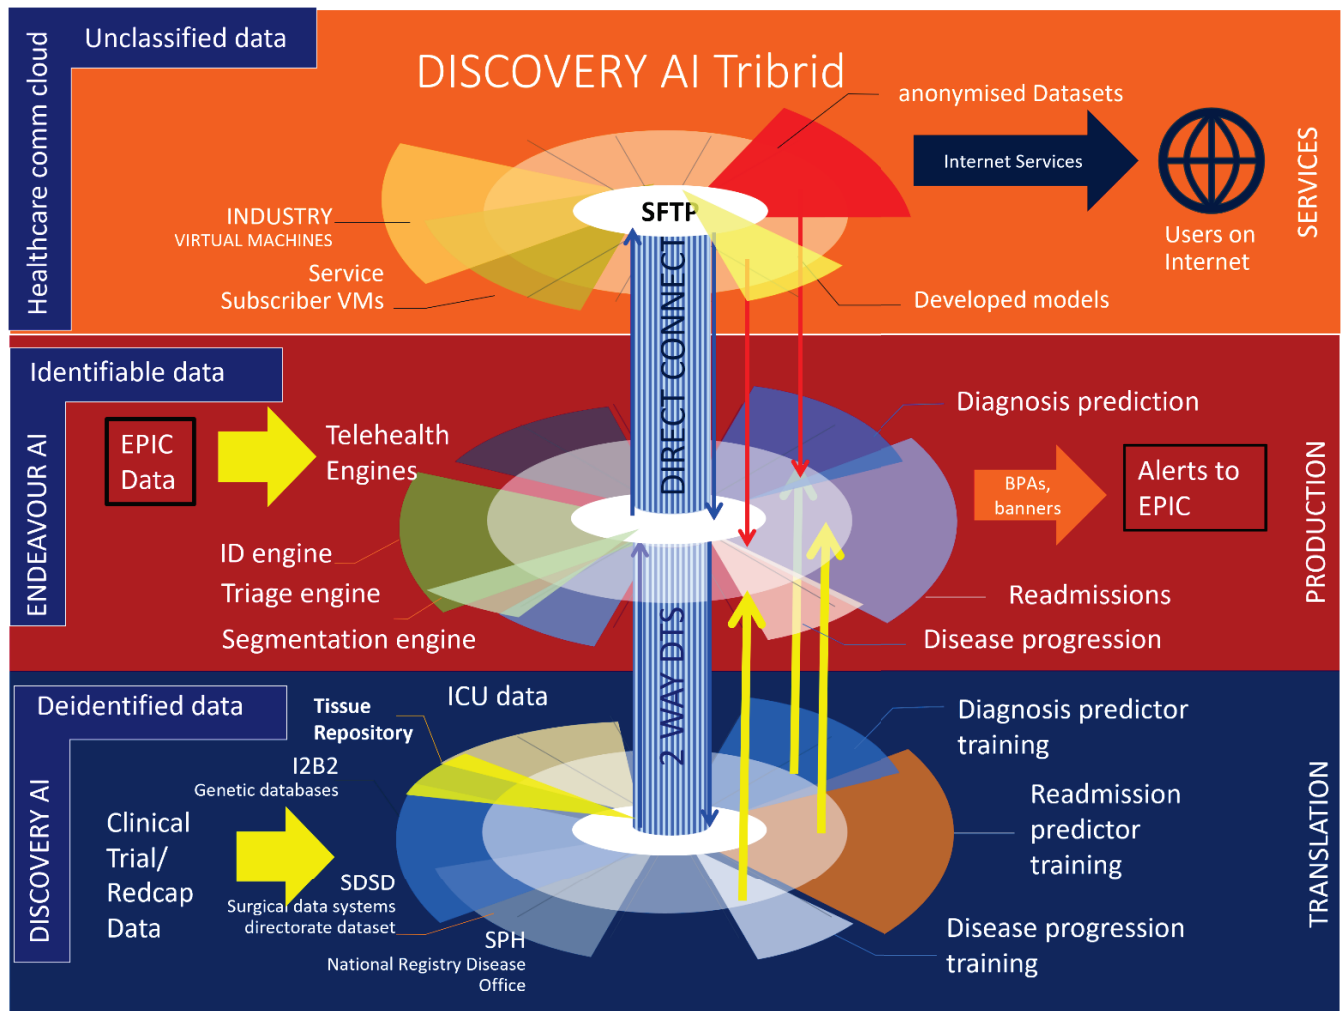 Healthcare comm cloud
Unclassified data
DISCOVERY AI Tribrid
anonymised Datasets
Internet Services
Users on
Internet
SERVICES
INDUSTRY
VIRTUAL MACHINES
Service
Subscriber VMs
SFTP
Developed models
DIRECT CONNECT
Identifiable data
ENDEAVOUR AI
EPIC
Data
Telehealth
Engines
ID engine
Triage engine
Segmentation engine
Diagnosis prediction
BPAs,
banners
Alerts to
EPIC
Readmissions
Disease progression
PRODUCTION
2 WAY DTS
Deidentified data
DISCOVERY AI
ICU data
Tissue
Repository
I2B2
Genetic databases
Clinical
Trial/
Redcap
Data
SDSD
Surgical data systems
directorate dataset
SPH
National Registry Disease
Office
Diagnosis predictor
training
Readmission
predictor
training
Disease progression
training
TRANSLATION